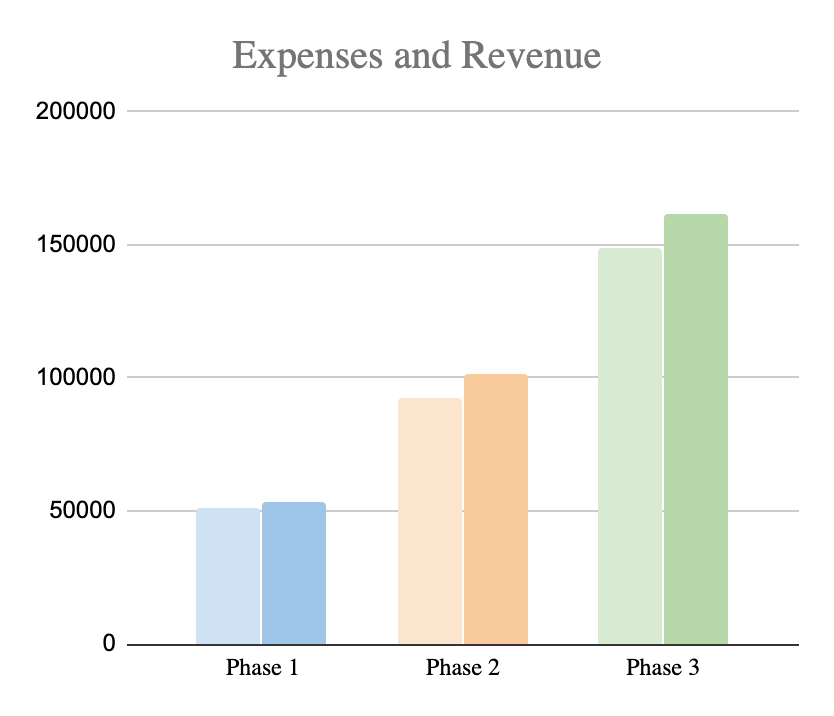 Expenses and Revenue
200000
150000
100000
50000
0
Phase 1 Phase 2 Phase 3